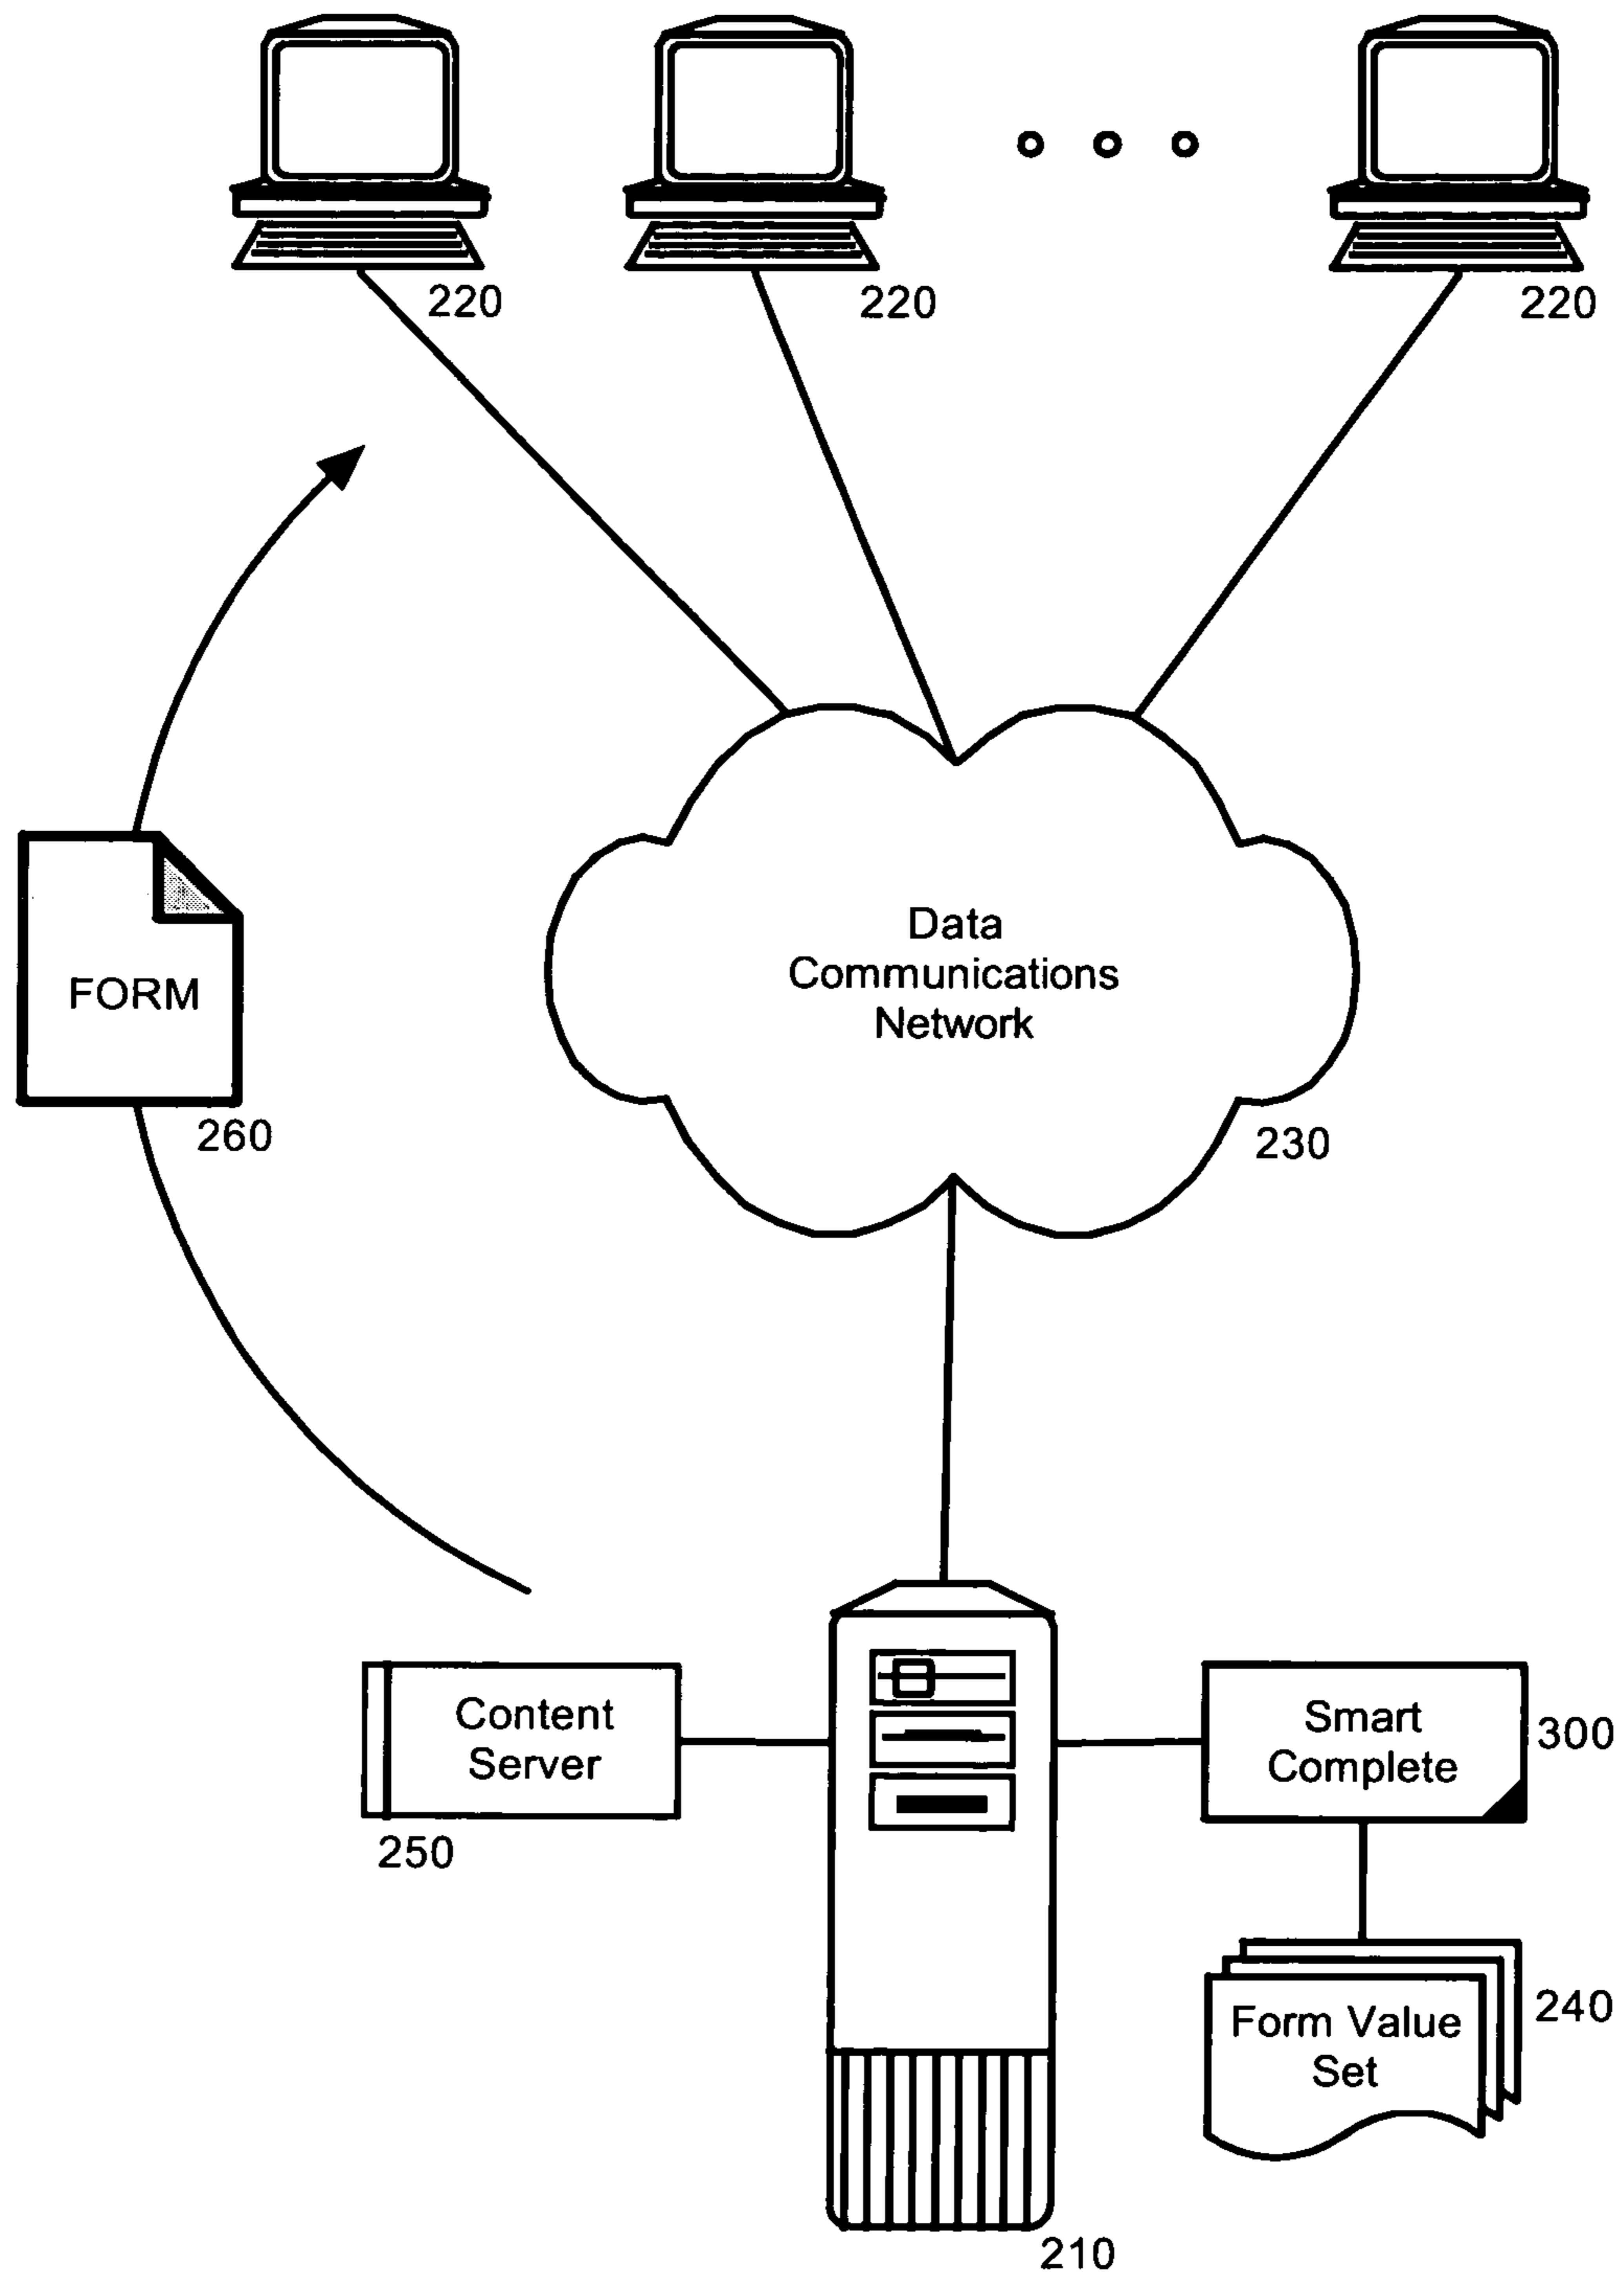 220
220
220
Data
Communications
Network
FORM
260
230
Content
Server
Smart
Complete
300
250
Form Value
Set
240
210